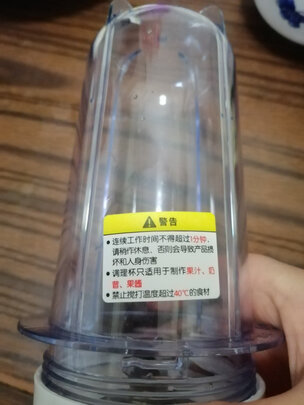 警告
• 连续工作时间不得超过1分钟,
请稍作休息、否则会导致产品损
坏和人身伤害
• 调理杯只适用于制作果汁、奶
昔、果酱
• 禁止搅打温度超过40℃的食材